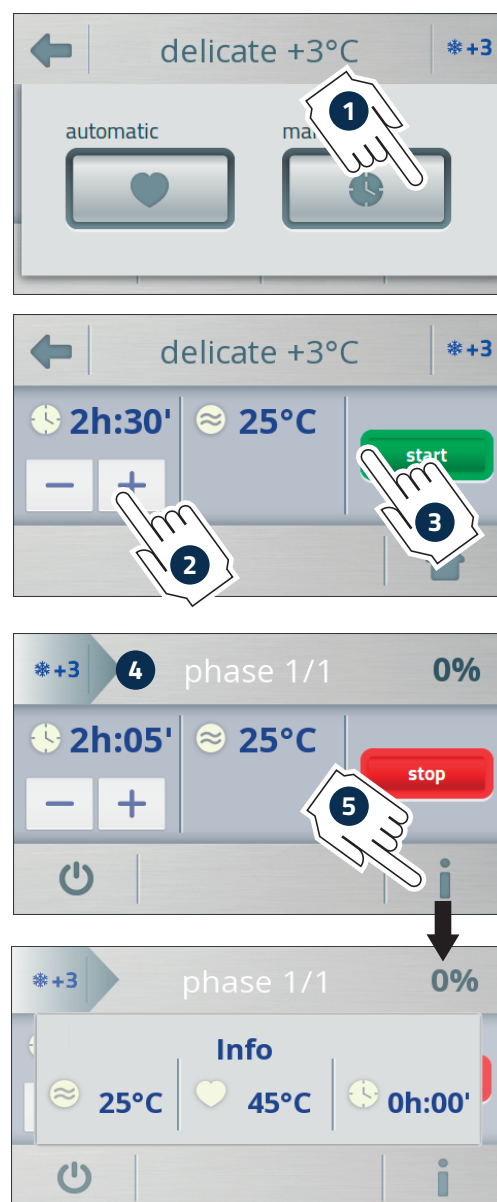 delicate +3°C
+3
automatic
1
delicate +3°C
+3
2h:30' 25°C
start
− +
3
2
+3 4 phase 1/1 0%
2h:05' 25°C
stop
− +
5
i
+3 phase 1/1 0%
Info
25°C 45°C 0h:00'
i